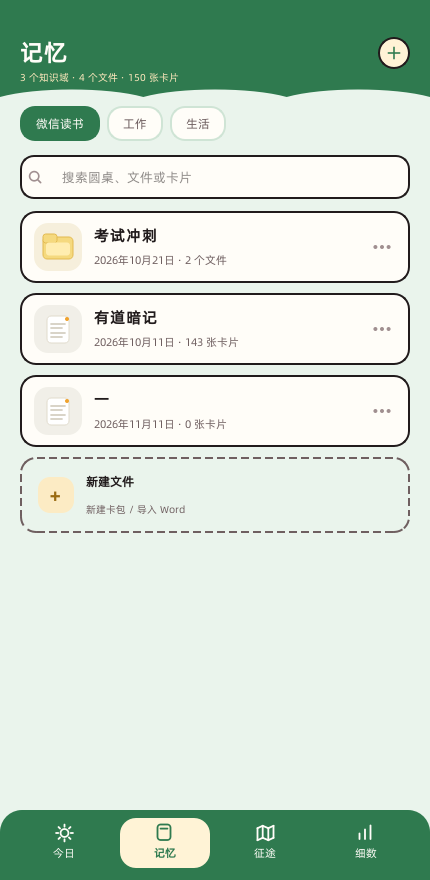 记忆
3 个知识域 · 4 个文件 · 150 张卡片
微信读书
工作
生活
搜索圆桌、文件或卡片
考试冲刺
2026年10月21日 · 2 个文件
有道暗记
2026年10月11日 · 143 张卡片
一
2026年11月11日 · 0 张卡片
新建文件
新建卡包 / 导入 Word
今日
记忆
征途
细数